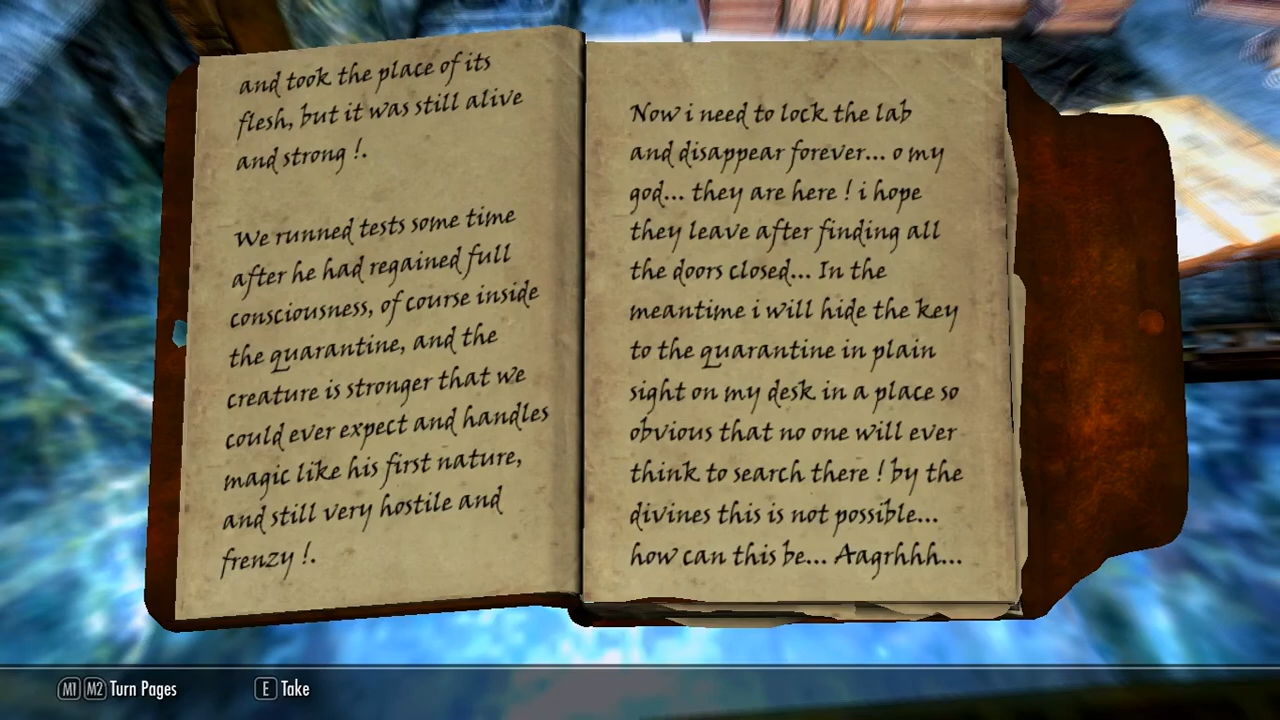 and took the place of its
flesh, but it was still alive
and strong !.
We runned tests some time
after he had regained full
consciousness, of course inside
the quarantine, and the
creature is stronger that we
could ever expect and handles
magic like his first nature,
and still very hostile and
frenzy !.
Now i need to lock the lab
and disappear forever... o my
god... they are here ! i hope
they leave after finding all
the doors closed... In the
meantime i will hide the key
to the quarantine in plain
sight on my desk in a place so
obvious that no one will ever
think to search there ! by the
divines this is not possible...
how can this be... Aagrhhh...
M1 M2 Turn Pages E Take